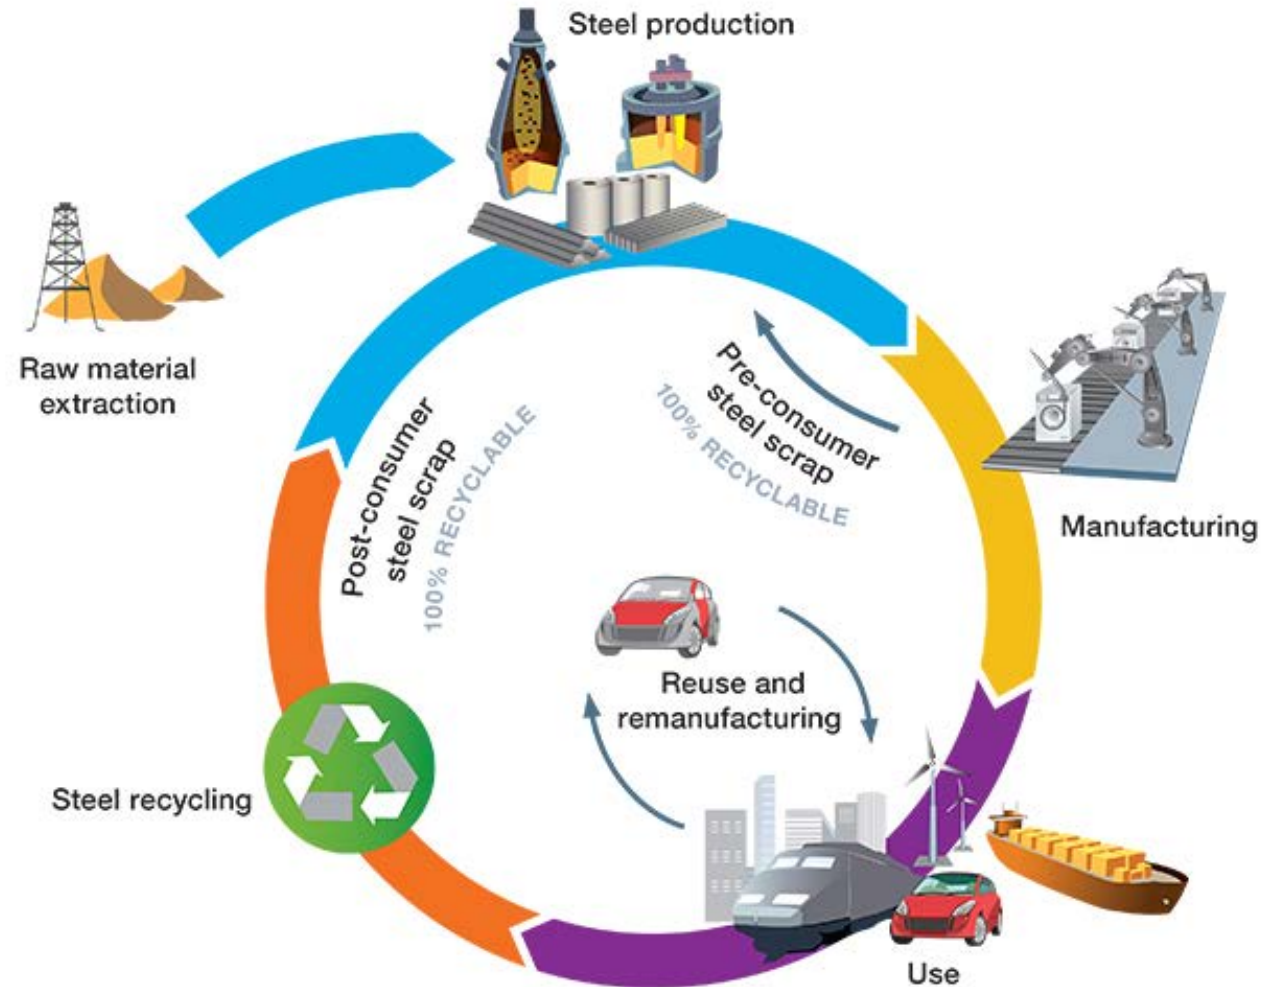 Steel production
Raw material
extraction
Pre-consumer
steel scrap
100% RECYCLABLE
Post-consumer
steel scrap
100% RECYCLABLE
Manufacturing
Reuse and
remanufacturing
Steel recycling
Use